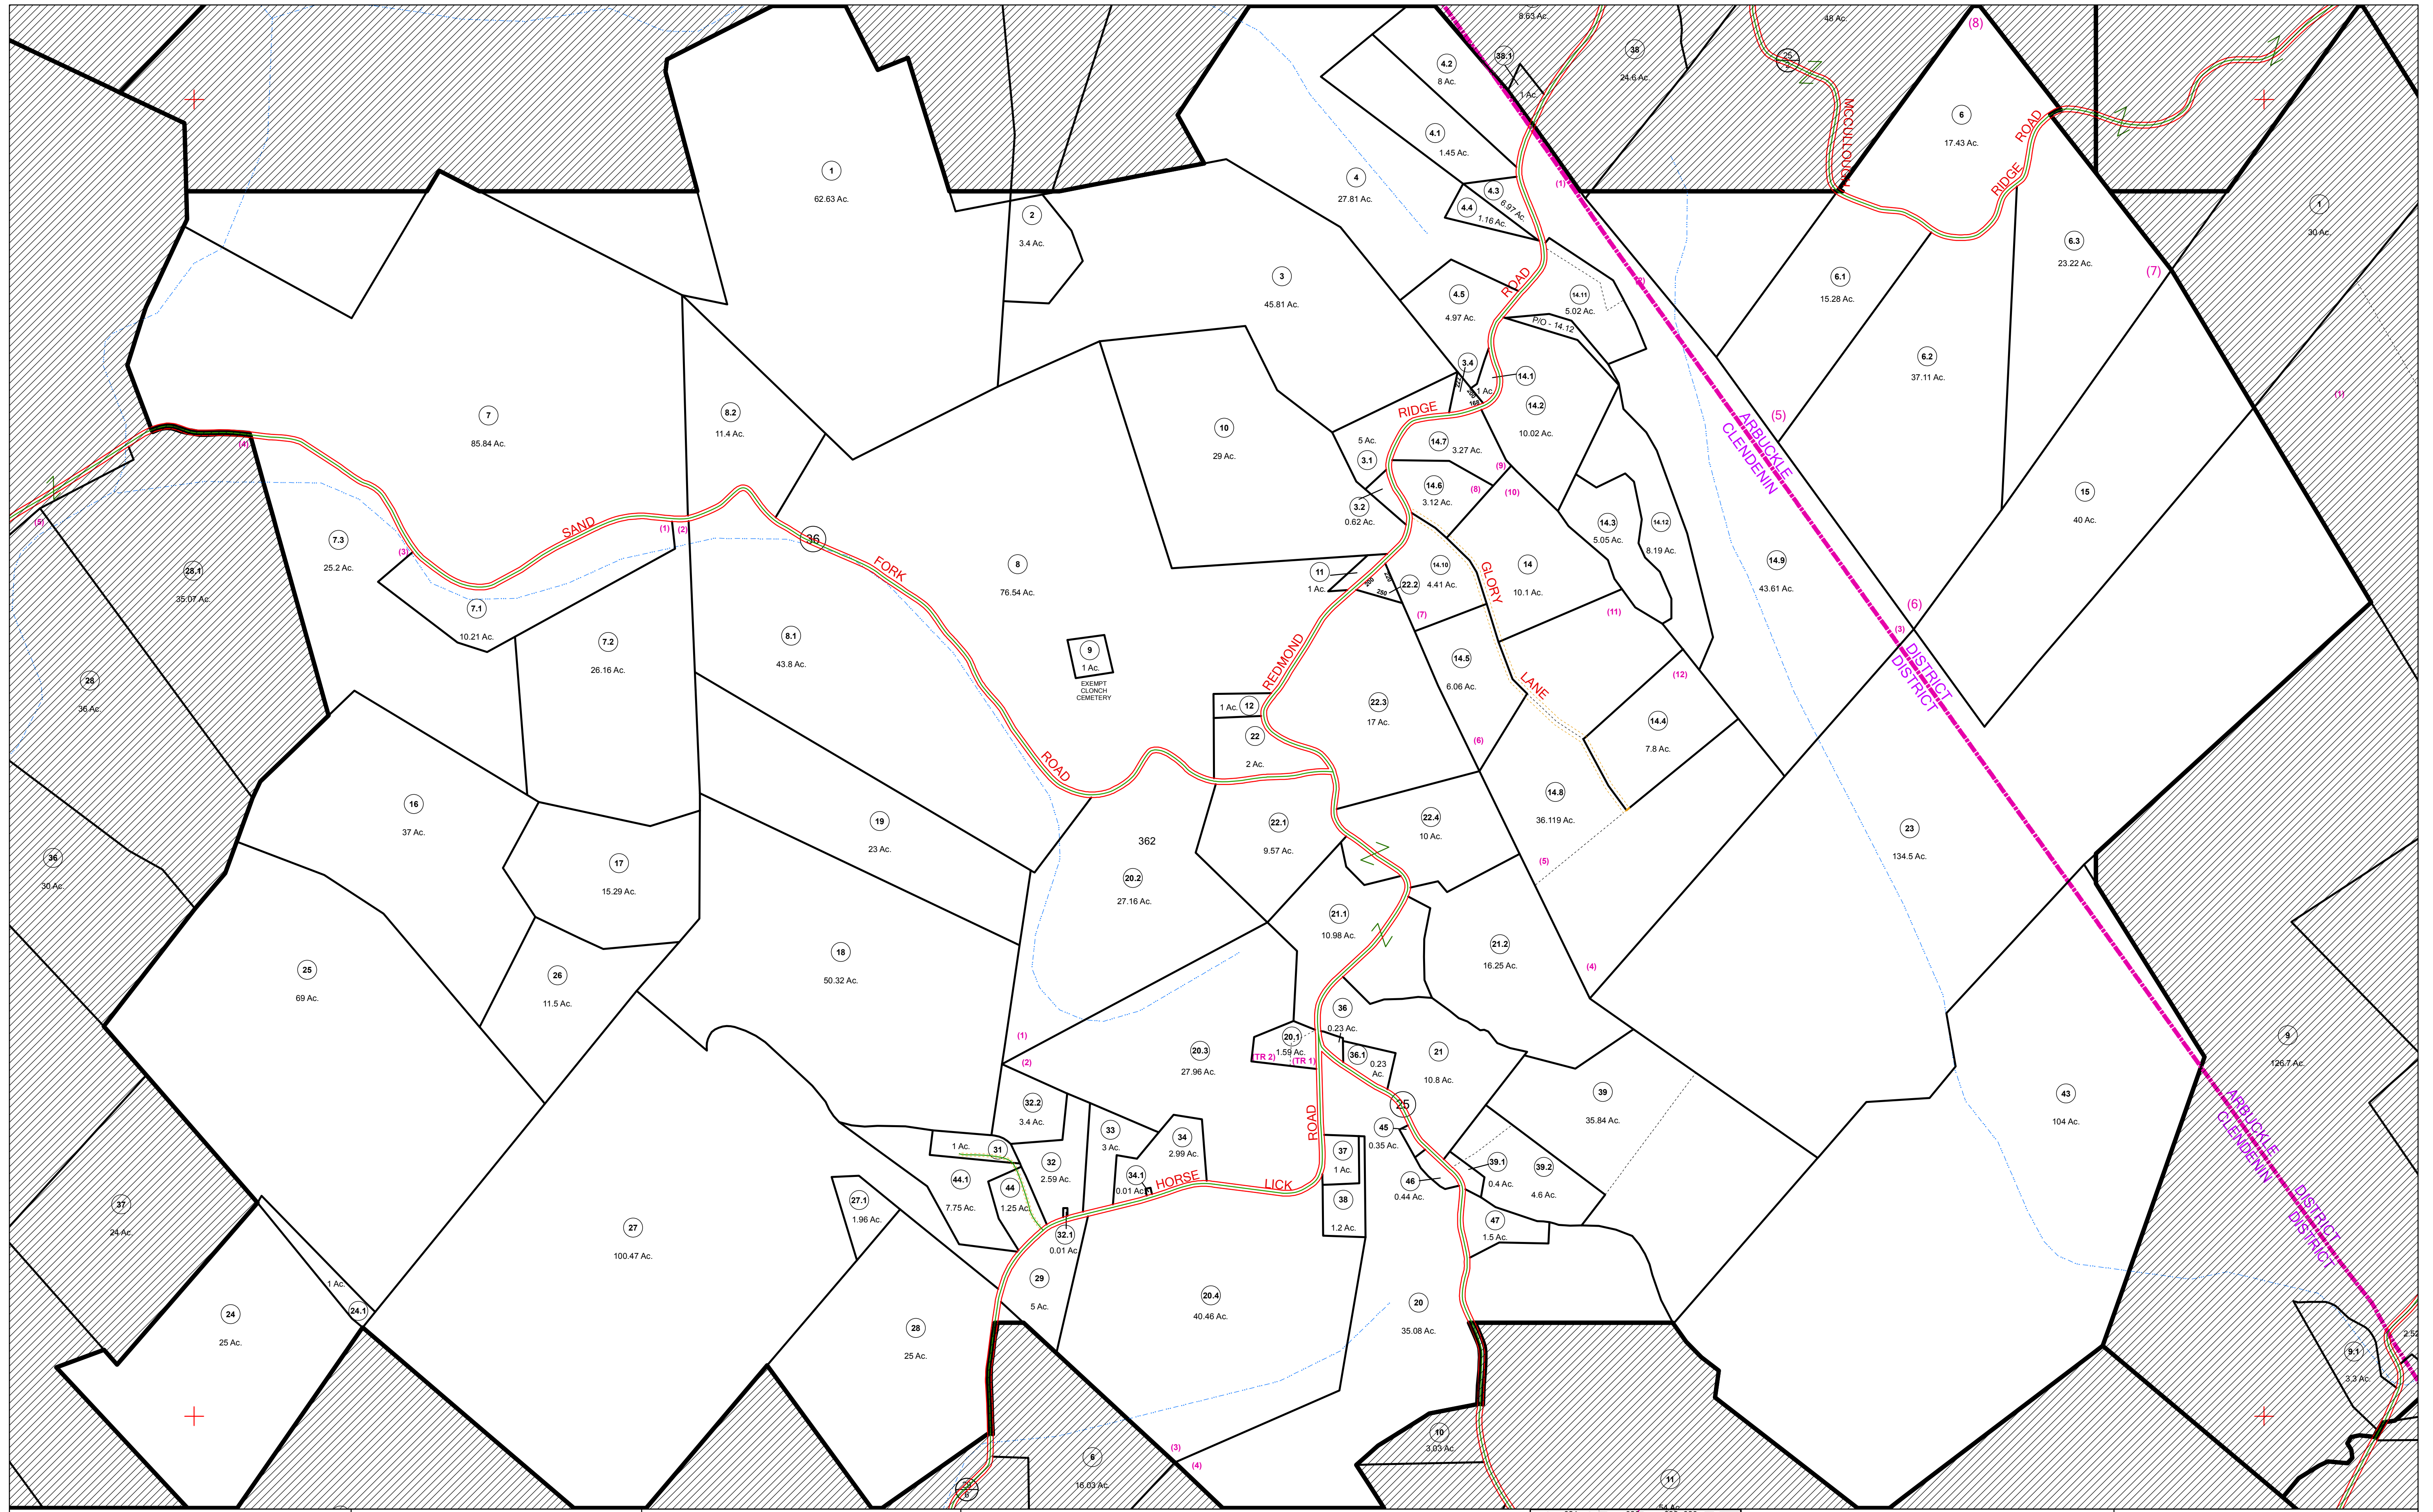 8.63 Ac.
48 Ac.
(8)
4.2
8 Ac.
38.1
1 Ac.
38
24.6 Ac.
25
2
MCCULLOUGH
6
17.43 Ac.
ROAD
RIDGE
1
62.63 Ac.
4.1
1.45 Ac.
4
27.81 Ac.
4.3
6.97 Ac.
4.4
1.16 Ac.
(1)
2
3.4 Ac.
1
30 Ac.
6.3
23.22 Ac.
(7)
3
45.81 Ac.
4.5
4.97 Ac.
ROAD
14.11
5.02 Ac.
P/O - 14.12
(2)
6.1
15.28 Ac.
6.2
37.11 Ac.
3.4
14.1
1 Ac.
168
14.2
10.02 Ac.
(1)
7
85.84 Ac.
8.2
11.4 Ac.
10
29 Ac.
RIDGE
5 Ac.
3.1
14.7
3.27 Ac.
(5)
ARBUCKLE
CLENDENIN
(4)
(9)
(8)
(10)
14.6
3.12 Ac.
3.2
0.62 Ac.
15
40 Ac.
(5)
SAND
(1)
(2)
36
7.3
25.2 Ac.
(3)
14.3
5.05 Ac.
14.12
8.19 Ac.
28.1
35.07 Ac.
FORK
8
76.54 Ac.
11
1 Ac.
200
220
250
22.2
14.10
4.41 Ac.
GLORY
14
10.1 Ac.
14.9
43.61 Ac.
7.1
10.21 Ac.
(7)
(11)
(6)
(3)
7.2
26.16 Ac.
8.1
43.8 Ac.
9
1 Ac.
EXEMPT
CLONCH
CEMETERY
REDMOND
14.5
6.06 Ac.
LANE
(12)
DISTRICT
DISTRICT
28
36 Ac.
1 Ac.
12
22
2 Ac.
22.3
17 Ac.
(6)
14.4
7.8 Ac.
ROAD
16
37 Ac.
19
23 Ac.
362
22.1
9.57 Ac.
22.4
10 Ac.
14.8
36.119 Ac.
23
134.5 Ac.
36
30 Ac.
17
15.29 Ac.
20.2
27.16 Ac.
(5)
21.1
10.98 Ac.
18
50.32 Ac.
21.2
16.25 Ac.
(4)
25
69 Ac.
26
11.5 Ac.
36
0.23 Ac.
(1)
(2)
20.3
27.96 Ac.
20.1
1.59 Ac.
(TR 2)
(TR 1)
36.1
0.23
Ac.
21
10.8 Ac.
9
126.7 Ac.
39
35.84 Ac.
43
104 Ac.
25
32.2
3.4 Ac.
33
3 Ac.
34
2.99 Ac.
ROAD
45
0.35 Ac.
ARBUCKLE
CLENDENIN
1 Ac.
31
32
2.59 Ac.
37
1 Ac.
39.1
0.4 Ac.
39.2
4.6 Ac.
44.1
7.75 Ac.
44
1.25 Ac.
34.1
0.01 Ac.
HORSE
LICK
46
0.44 Ac.
27.1
1.96 Ac.
38
1.2 Ac.
37
24 Ac.
27
100.47 Ac.
32.1
0.01 Ac
47
1.5 Ac.
DISTRICT
DISTRICT
1 Ac.
24.1
24
25 Ac.
29
5 Ac.
20.4
40.46 Ac.
20
35.08 Ac.
28
25 Ac.
2.52
9.1
3.3 Ac.
10
3.03 Ac.
(3)
(4)
6
16.03 Ac.
25
6
11
54 Ac.